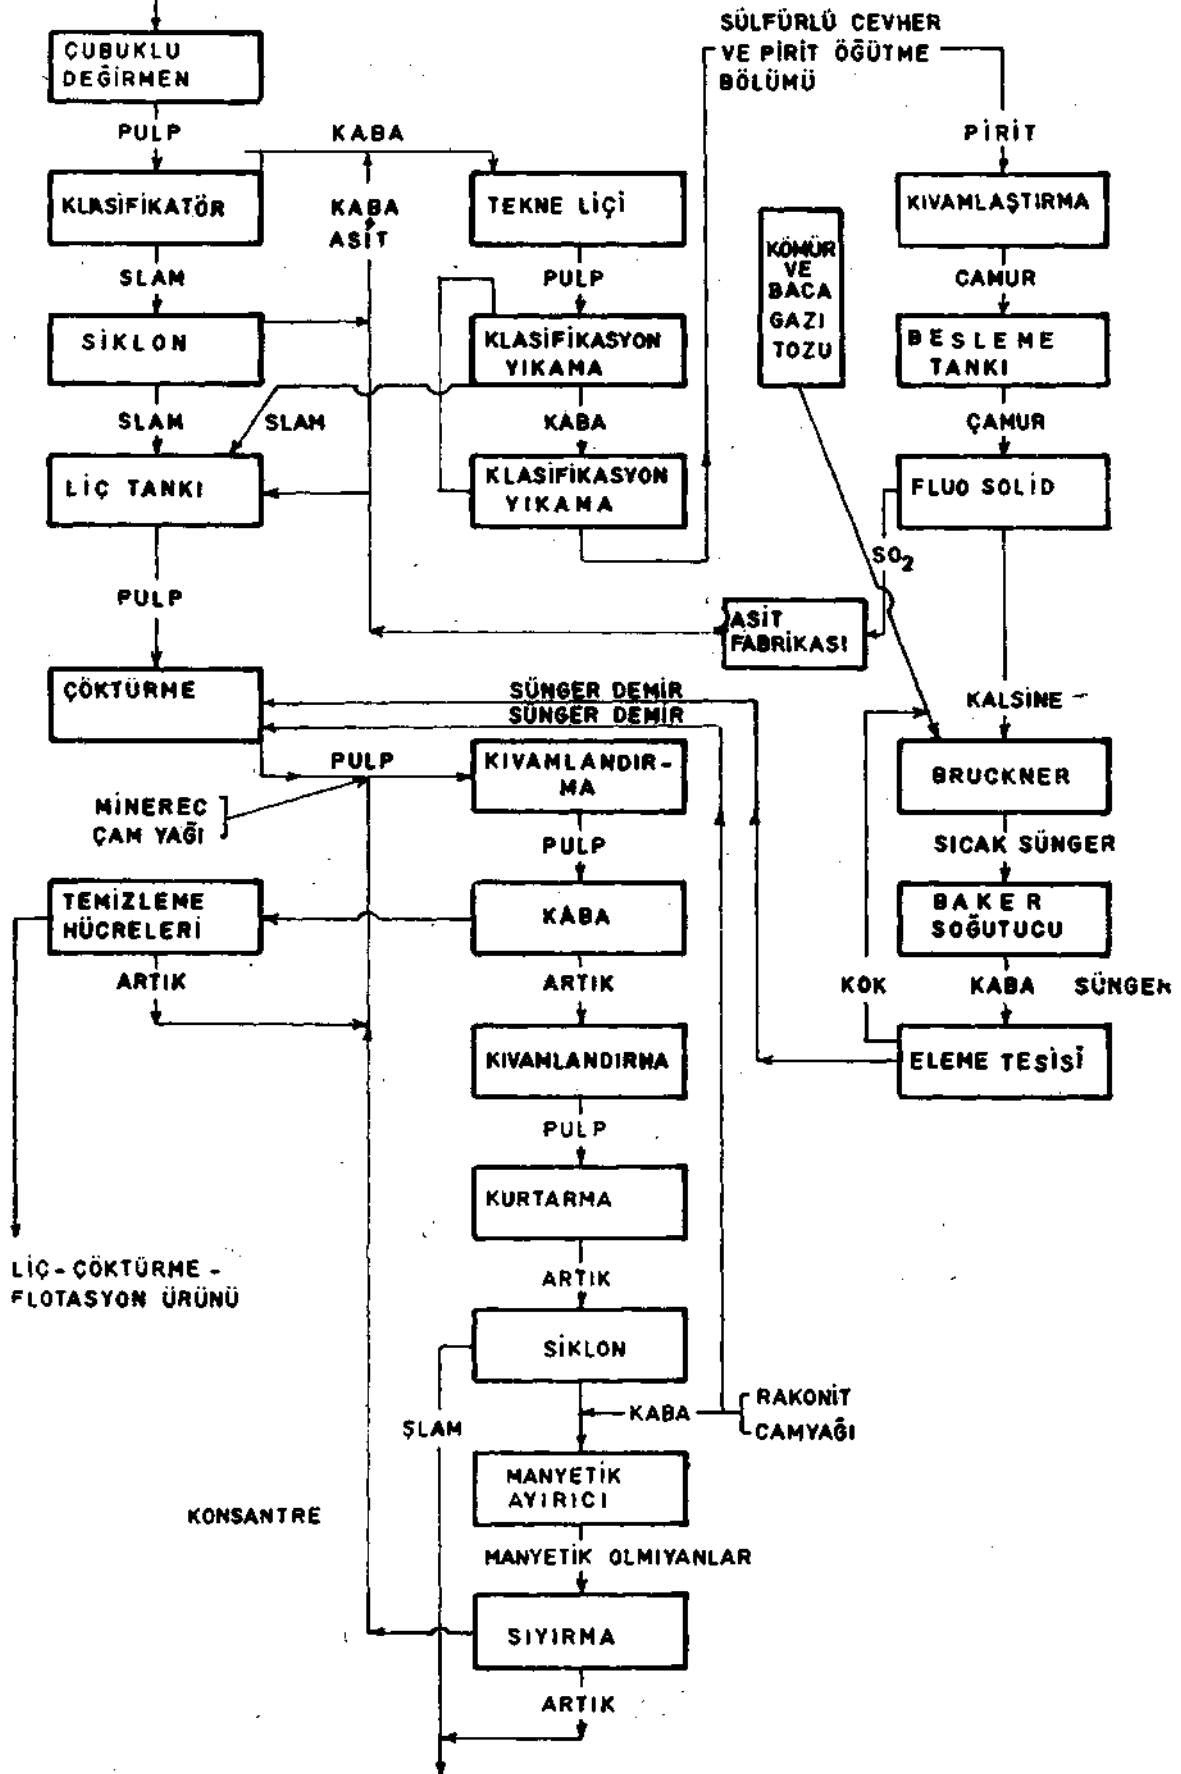 ÇUBUKLU
DEĞİRMEN
PULP
KLASİFİKATÖR
SLAM
SİKLON
SLAM
LİÇ TANKI
PULP
ÇÖKTÜRME
KABA
KABA
ASİT
SLAM
TEKNE LİÇİ
PULP
KLASİFİKASYON
YIKAMA
KABA
KLASİFİKASYON
YIKAMA
SÜLFÜRLÜ CEVHER
VE PİRİT ÖĞÜTME
BÖLÜMÜ
PİRİT
KIVAMLAŞTIRMA
ÇAMUR
BESLEME
TANKI
ÇAMUR
FLUO SOLİD
KÖMÜR
VE
BACA
GAZI
TOZU
SO₂
ASİT
FABRİKASI
KALSİNE
BRUCKNER
SICAK SÜNGER
BAKER
SOĞUTUCU
KABA SÜNGER
KOK
ELEME TESİSİ
SÜNGER DEMİR
SÜNGER DEMİR
PULP
MİNEREC
ÇAM YAĞI
KIVAMLANDIR-
MA
PULP
KABA
TEMİZLEME
HÜCRELERİ
ARTIK
ARTIK
KIVAMLANDIRMA
PULP
KURTARMA
ARTIK
LİÇ-ÇÖKTÜRME-
FLOTASYON ÜRÜNÜ
SİKLON
KABA
RAKONİT
CAMYAĞI
ŞLAM
MANYETİK
AYIRICI
KONSANTRE
MANYETİK OLMIYANLAR
SIYIRMA
ARTIK